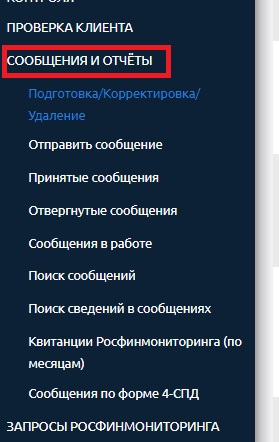 КОНТРОЛЯ
ПРОВЕРКА КЛИЕНТА
СООБЩЕНИЯ И ОТЧЁТЫ
Подготовка/Корректировка/
Удаление
Отправить сообщение
Принятые сообщения
Отвергнутые сообщения
Сообщения в работе
Поиск сообщений
Поиск сведений в сообщениях
Квитанции Росфинмониторинга (по
месяцам)
Сообщения по форме 4-СПД
ЗАПРОСЫ РОСФИНМОНИТОРИНГА